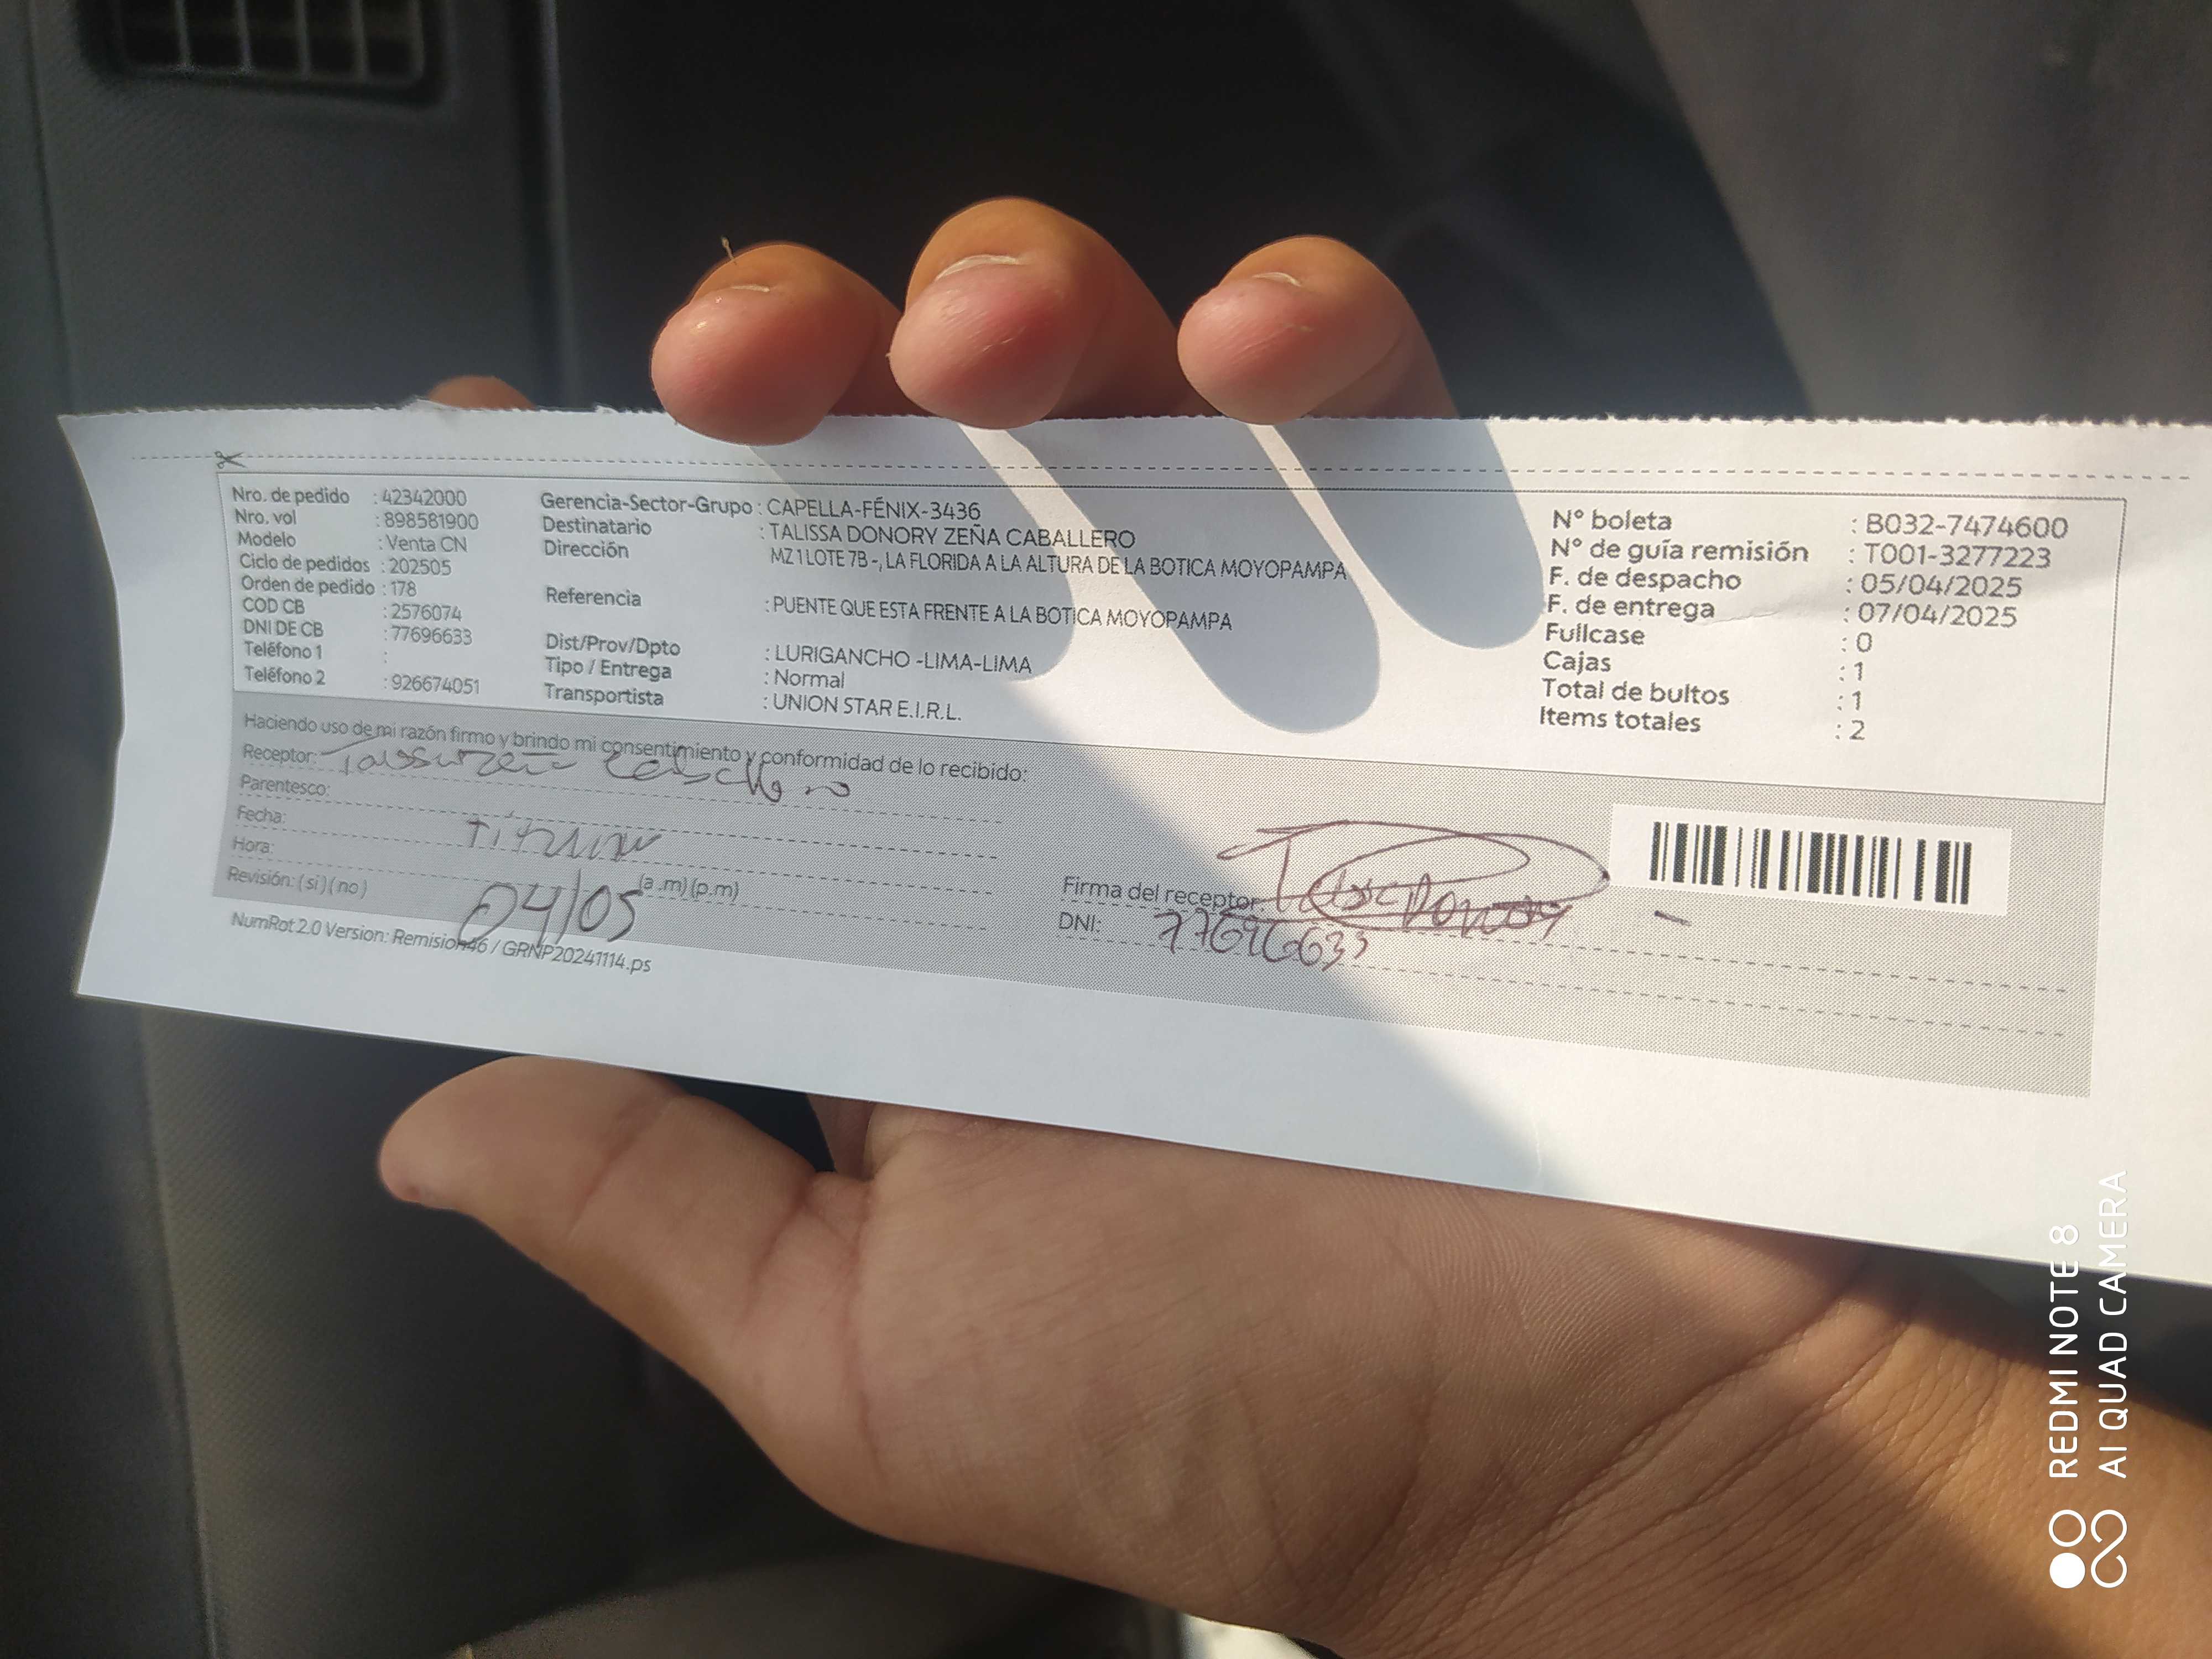 Nro. de pedido : 42342000
Nro. vol : 898581900
Modelo : Venta CN
Ciclo de pedidos : 202505
Orden de pedido : 178
COD CB : 2576074
DNI DE CB : 77696633
Teléfono 1 :
Teléfono 2 : 926674051
Gerencia-Sector-Grupo : CAPELLA-FÉNIX-3436
Destinatario : TALISSA DONORY ZEÑA CABALLERO
Dirección MZ 1 LOTE 7B -, LA FLORIDA A LA ALTURA DE LA BOTICA MOYOPAMPA
Referencia : PUENTE QUE ESTA FRENTE A LA BOTICA MOYOPAMPA
Dist/Prov/Dpto : LURIGANCHO -LIMA-LIMA
Tipo / Entrega : Normal
Transportista : UNION STAR E.I.R.L.
N° boleta : B032-7474600
N° de guía remisión : T001-3277223
F. de despacho : 05/04/2025
F. de entrega : 07/04/2025
Fullcase : 0
Cajas : 1
Total de bultos : 1
Items totales : 2
Haciendo uso de mi razón firmo y brindo mi consentimiento y conformidad de lo recibido:
Receptor:
Parentesco:
Fecha:
Hora: (a .m) (p.m)
Revisión: ( si ) ( no ) 04/05
Firma del receptor:
DNI: 77696633
NumRot 2.0 Version: Remision46 / GRNP20241114.ps
REDMI NOTE 8
AI QUAD CAMERA